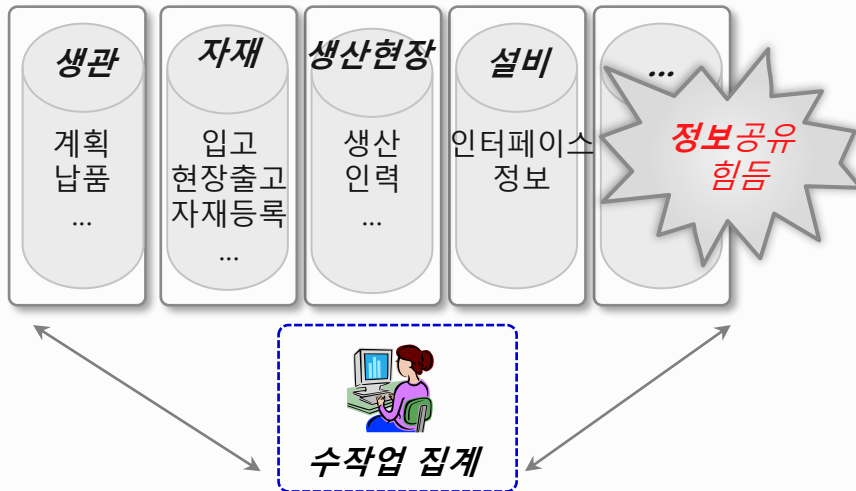 생관
계획
납품
...
자재
입고
현장출고
자재등록
...
생산현장
생산
인력
...
설비
인터페이스
정보
...
정보공유
힘듬
수작업 집계